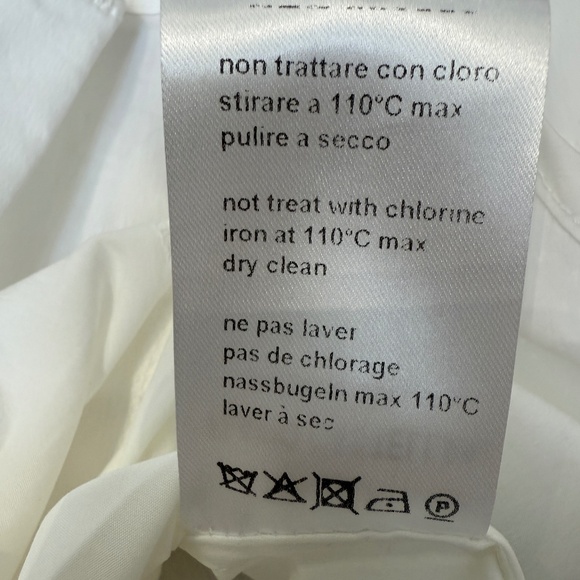 non trattare con cloro
stirare a 110°C max
pulire a secco
not treat with chlorine
iron at 110°C max
dry clean
ne pas laver
pas de chlorage
nassbugeln max 110°C
laver à sec
P